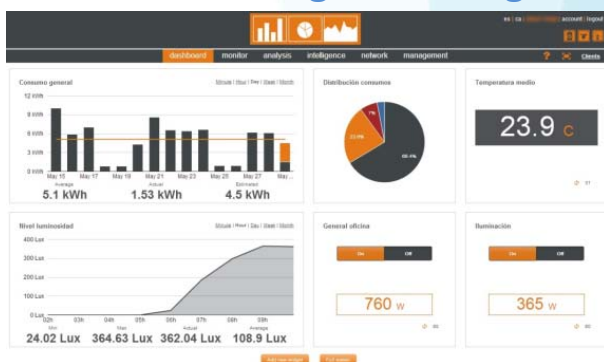 es | ca | account | logout
dashboard monitor analysis intelligence network management
? Clients
Consumo general
Minute | Hour | Day | Week | Month
12 kWh
9 kWh
6 kWh
3 kWh
0 kWh
May 15 May 17 May 19 May 21 May 23 May 25 May 27 May ...
Average Actual Estimated
5.1 kWh 1.53 kWh 4.5 kWh
Distribución consumos
7%
Temperatura medio
23.9 C
Nivel luminosidad
Minute | Hour | Day | Week | Month
400 Lux
300 Lux
200 Lux
100 Lux
0 Lux
02h 03h 04h 05h 06h 07h 08h 09h
Min Max Actual Average
24.02 Lux 364.63 Lux 362.04 Lux 108.9 Lux
General oficina
On Off
760 W
Iluminación
On Off
365 W
Add new widget